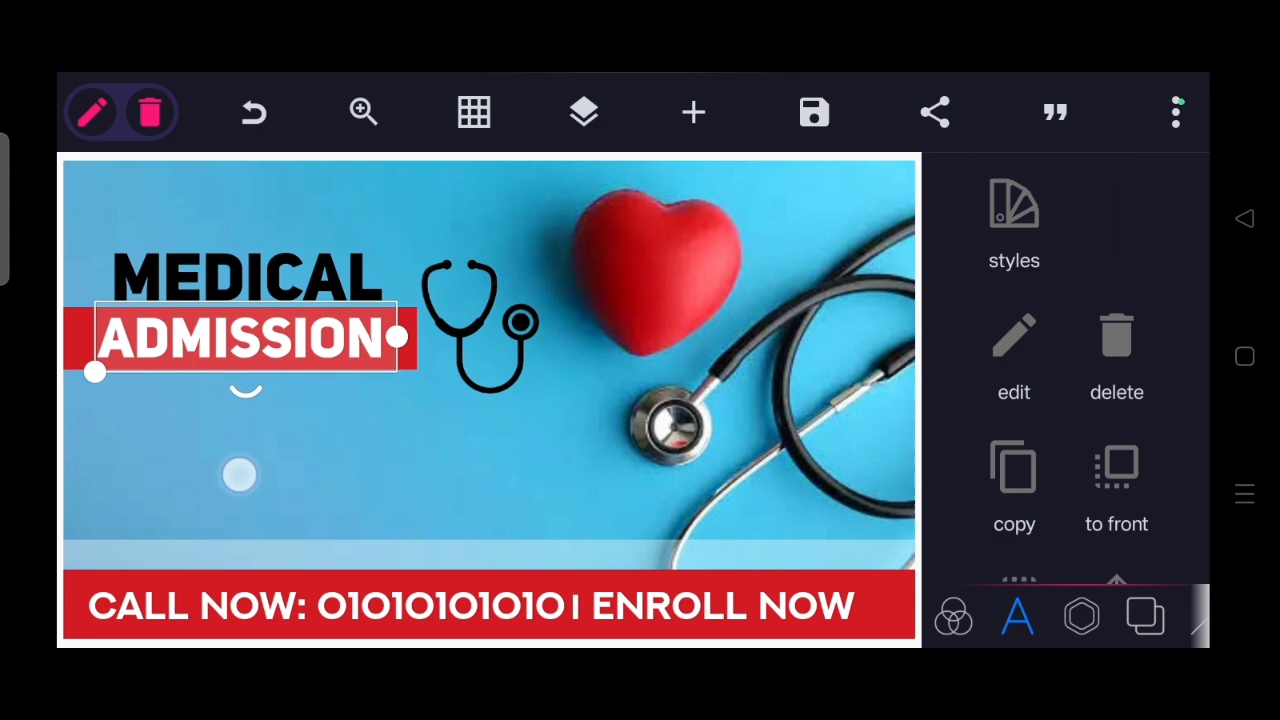 MEDICAL
ADMISSION
CALL NOW: 01010101010 | ENROLL NOW
styles
edit
delete
copy
to front